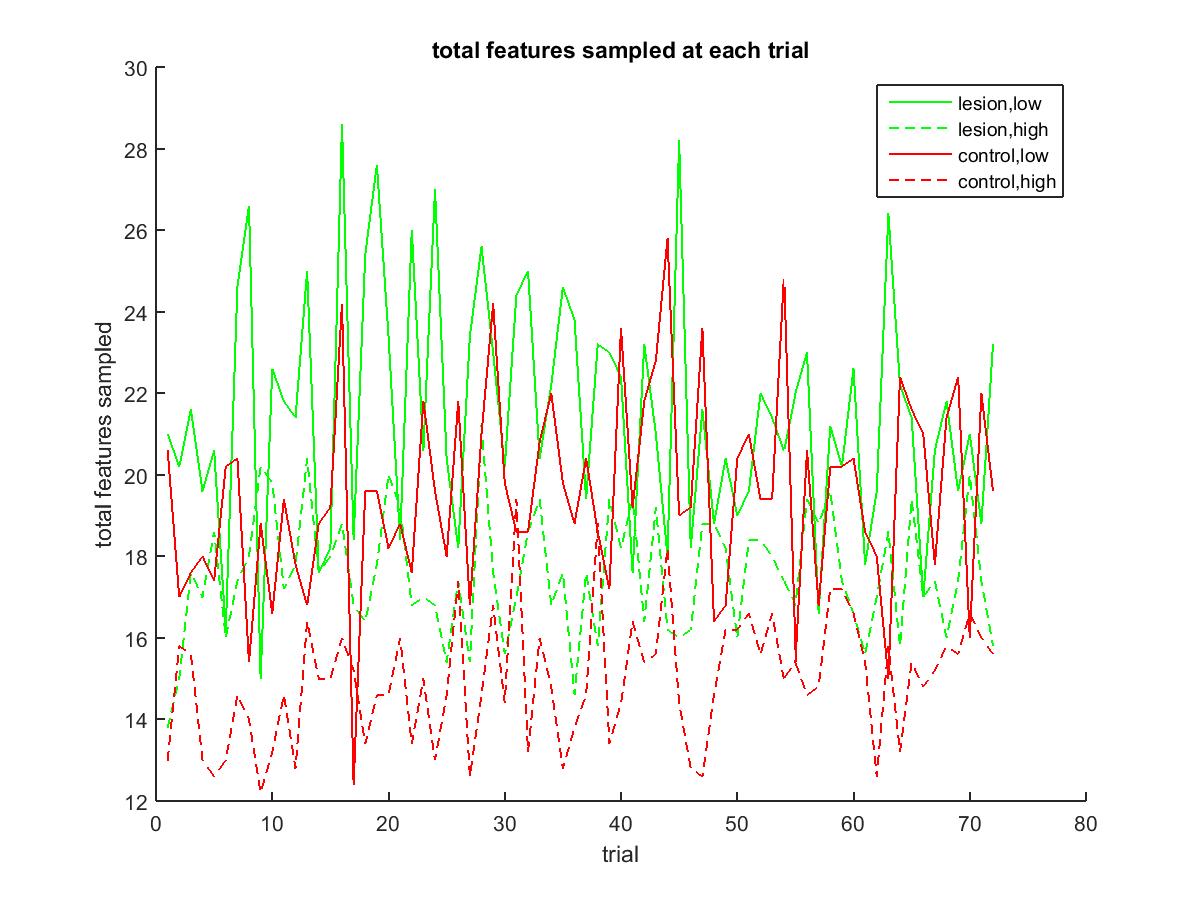 total features sampled at each trial
total features sampled
30
28
26
24
22
20
18
16
14
12
0
10
20
30
40
50
60
70
80
trial
lesion,low
lesion,high
control,low
control,high